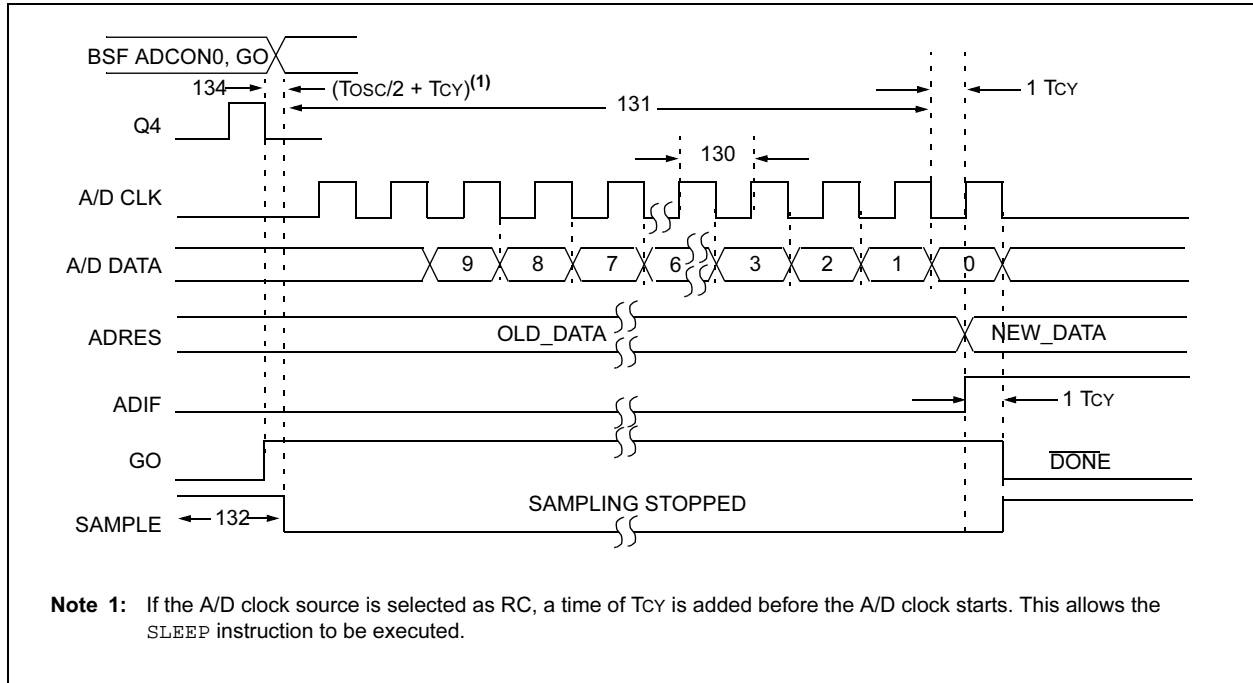 BSF ADCON0, GO
134
(TOSC/2 + TCY)(1)
1 TCY
131
Q4
130
A/D CLK
A/D DATA
9 8 7 6 3 2 1 0
ADRES
OLD_DATA
NEW_DATA
ADIF
1 TCY
GO
DONE
SAMPLING STOPPED
SAMPLE
132
Note 1: If the A/D clock source is selected as RC, a time of TCY is added before the A/D clock starts. This allows the
SLEEP instruction to be executed.